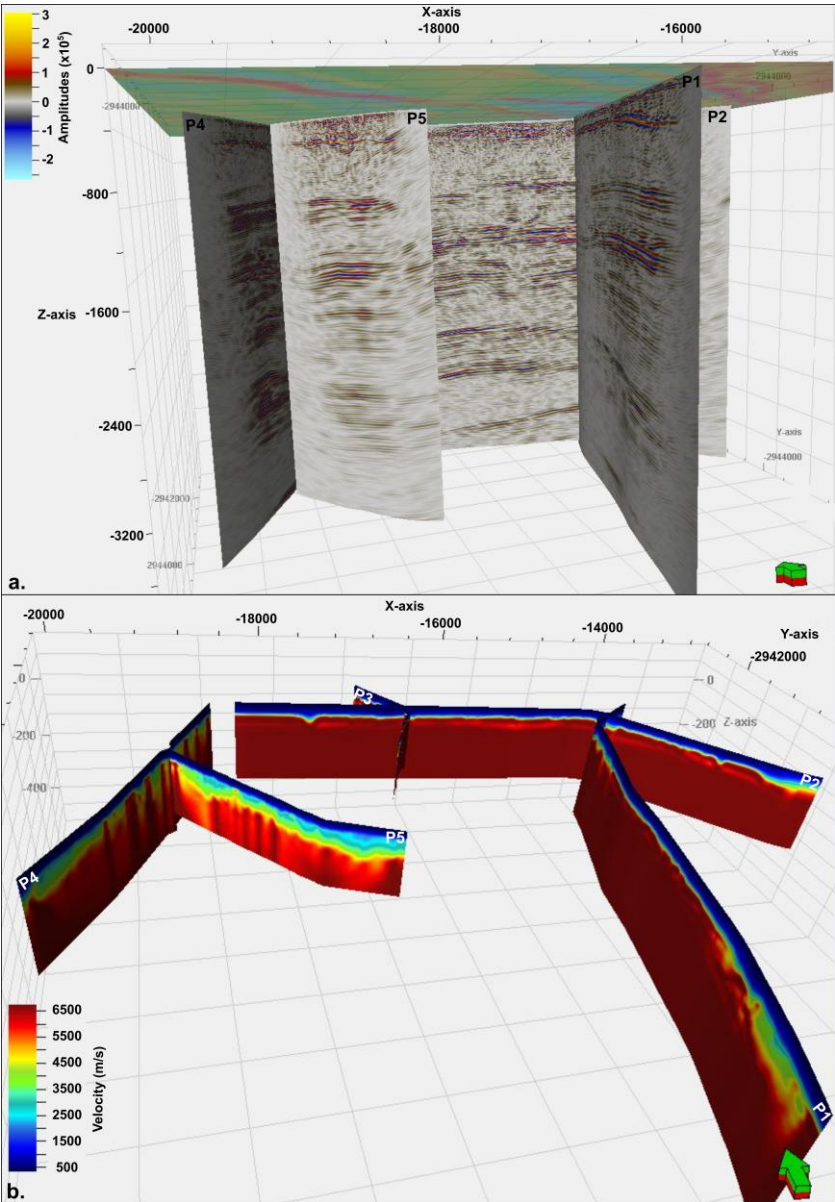 X-axis
-20000 -18000 -16000
3
2
1
0
-1
-2
Amplitudes (x10⁵)
Y-axis
-2944000
0
-2944000
P4
P5
P1
P2
-800
Z-axis -1600
-2400
Y-axis
-2944000
-2942000
-3200
-2944000
a.
X-axis
-20000 -18000 -16000 -14000
Y-axis
-2942000
0
0
P3
-200 Z-axis
-200
-400
P2
P5
P4
6500
5500
4500
3500
2500
1500
500
Velocity (m/s)
P1
b.